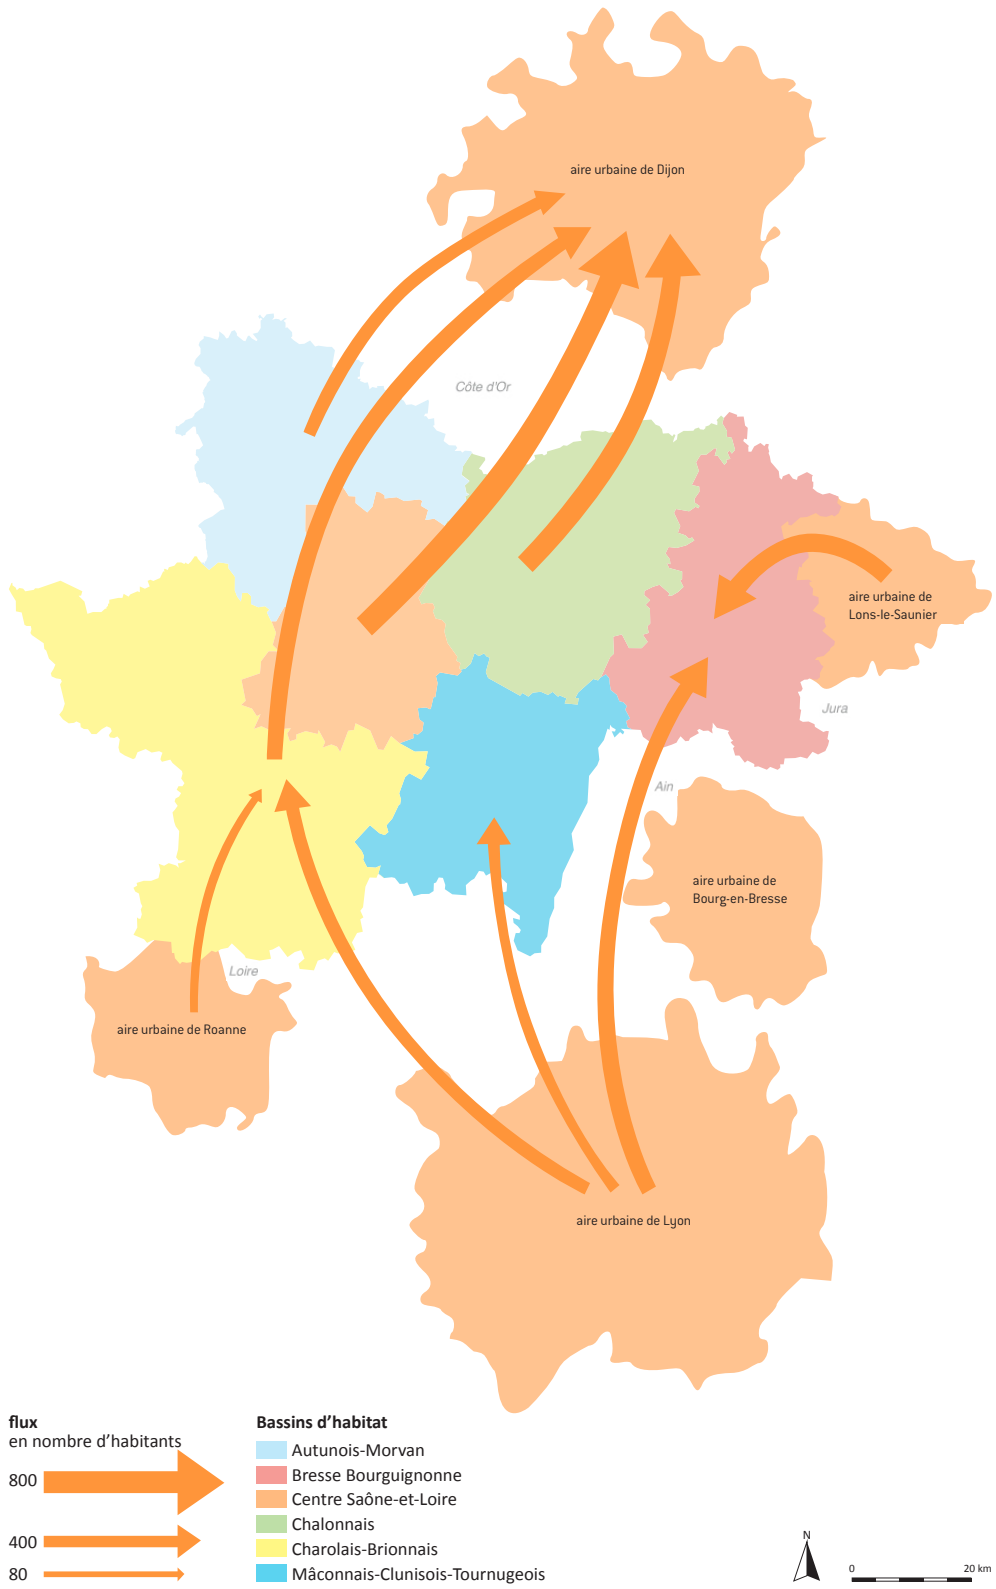 aire urbaine de Dijon
Côte d'Or
aire urbaine de
Lons-le-Saunier
Jura
Ain
aire urbaine de
Bourg-en-Bresse
Loire
aire urbaine de Roanne
aire urbaine de Lyon
flux
en nombre d'habitants
800
400
80
Bassins d'habitat
Autunois-Morvan
Bresse Bourguignonne
Centre Saône-et-Loire
Chalonnais
Charolais-Brionnais
Mâconnais-Clunisois-Tournugeois
N
0 20 km